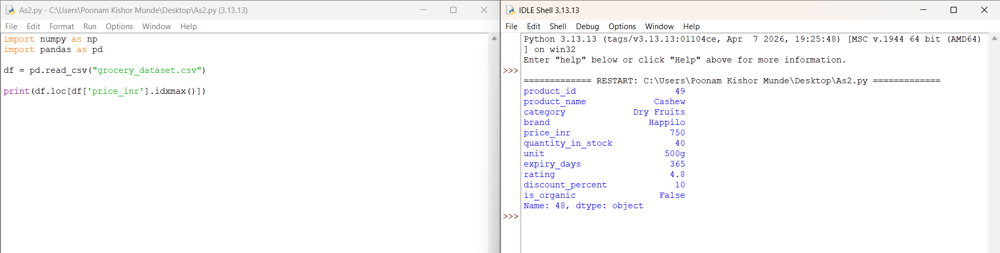 As2.py - C:\Users\Poonam Kishor Munde\Desktop\As2.py (3.13.13)
File Edit Format Run Options Window Help
import numpy as np
import pandas as pd
df = pd.read_csv("grocery_dataset.csv")
print(df.loc[df['price_inr'].idxmax()])
IDLE Shell 3.13.13
File Edit Shell Debug Options Window Help
Python 3.13.13 (tags/v3.13.13:01104ce, Apr  7 2026, 19:25:48) [MSC v.1944 64 bit (AMD64)
] on win32
Enter "help" below or click "Help" above for more information.
>>>
============= RESTART: C:\Users\Poonam Kishor Munde\Desktop\As2.py =============
product_id                   49
product_name             Cashew
category             Dry Fruits
brand                   Happilo
price_inr                   750
quantity_in_stock            40
unit                       500g
expiry_days                 365
rating                      4.8
discount_percent             10
is_organic                False
Name: 48, dtype: object
>>>